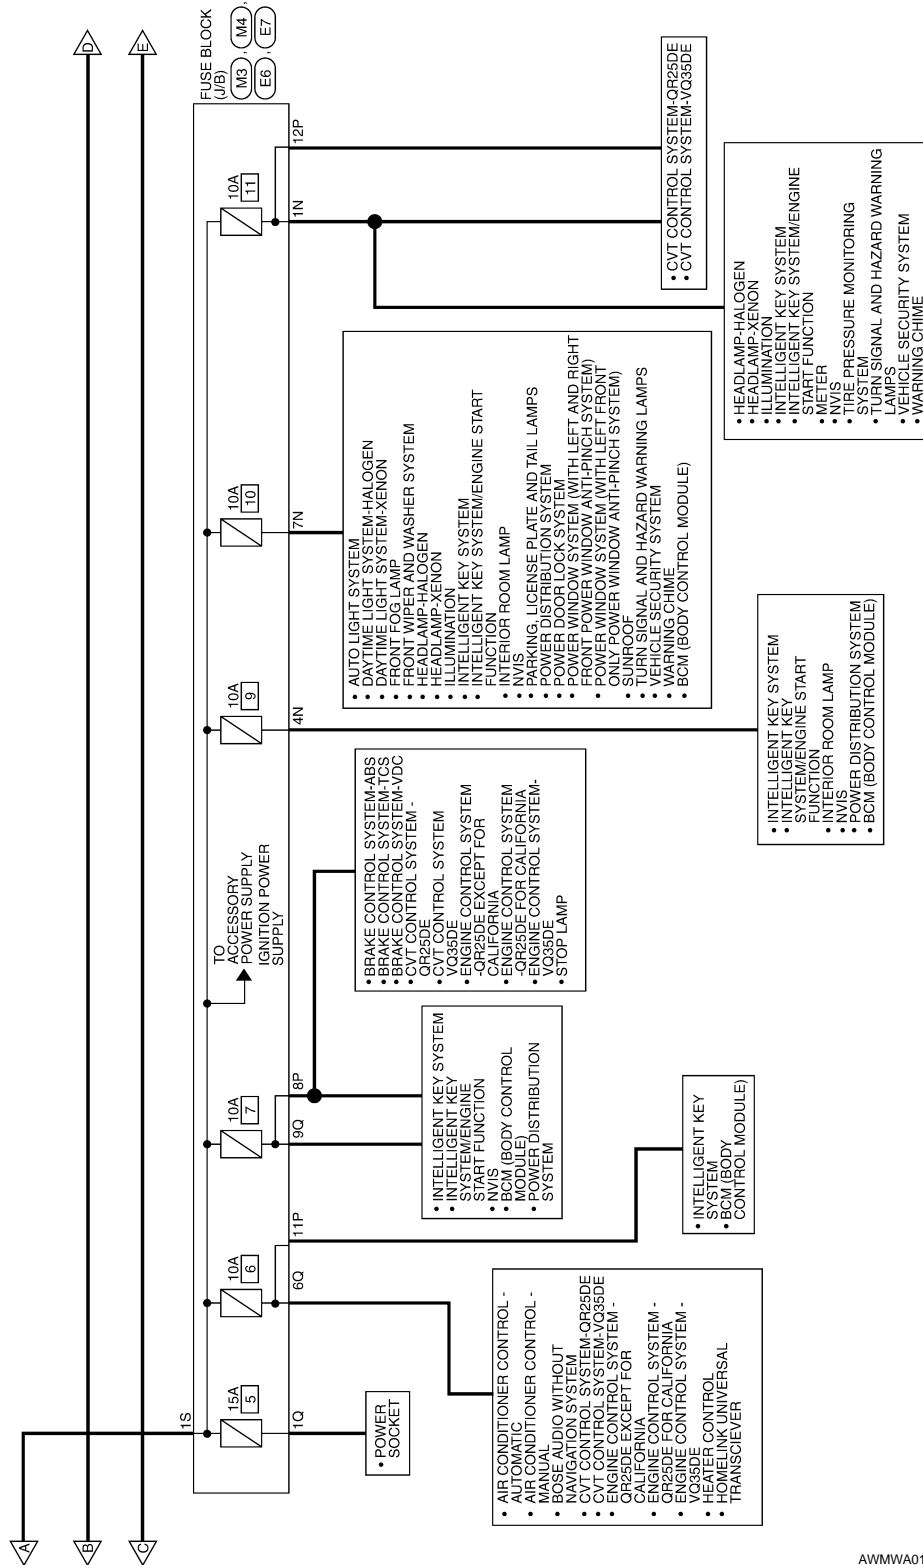 A
B
C
D
E
FUSE BLOCK
(J/B)
M3 , M4 ,
E6 , E7
1S
15A
5
1Q
• POWER
SOCKET
10A
6
6Q
11P
• AIR CONDITIONER CONTROL -
AUTOMATIC
• AIR CONDITIONER CONTROL -
MANUAL
• BOSE AUDIO WITHOUT
NAVIGATION SYSTEM
• CVT CONTROL SYSTEM-QR25DE
• CVT CONTROL SYSTEM-VQ35DE
• ENGINE CONTROL SYSTEM -
QR25DE EXCEPT FOR
CALIFORNIA
• ENGINE CONTROL SYSTEM -
QR25DE FOR CALIFORNIA
• ENGINE CONTROL SYSTEM -
VQ35DE
• HEATER CONTROL
• HOMELINK UNIVERSAL
TRANSCIEVER
• INTELLIGENT KEY
SYSTEM
• BCM (BODY
CONTROL MODULE)
10A
7
9Q
8P
• INTELLIGENT KEY SYSTEM
• INTELLIGENT KEY
SYSTEM/ENGINE
START FUNCTION
• NVIS
• BCM (BODY CONTROL
MODULE)
• POWER DISTRIBUTION
SYSTEM
• BRAKE CONTROL SYSTEM-ABS
• BRAKE CONTROL SYSTEM-TCS
• BRAKE CONTROL SYSTEM-VDC
• CVT CONTROL SYSTEM -
QR25DE
• CVT CONTROL SYSTEM
VQ35DE
• ENGINE CONTROL SYSTEM
-QR25DE EXCEPT FOR
CALIFORNIA
• ENGINE CONTROL SYSTEM
-QR25DE FOR CALIFORNIA
• ENGINE CONTROL SYSTEM-
VQ35DE
• STOP LAMP
TO
ACCESSORY
POWER SUPPLY
IGNITION POWER
SUPPLY
10A
9
4N
• INTELLIGENT KEY SYSTEM
• INTELLIGENT KEY
SYSTEM/ENGINE START
FUNCTION
• INTERIOR ROOM LAMP
• NVIS
• POWER DISTRIBUTION SYSTEM
• BCM (BODY CONTROL MODULE)
10A
10
7N
• AUTO LIGHT SYSTEM
• DAYTIME LIGHT SYSTEM-HALOGEN
• DAYTIME LIGHT SYSTEM-XENON
• FRONT FOG LAMP
• FRONT WIPER AND WASHER SYSTEM
• HEADLAMP-HALOGEN
• HEADLAMP-XENON
• ILLUMINATION
• INTELLIGENT KEY SYSTEM
• INTELLIGENT KEY SYSTEM/ENGINE START
FUNCTION
• INTERIOR ROOM LAMP
• NVIS
• PARKING, LICENSE PLATE AND TAIL LAMPS
• POWER DISTRIBUTION SYSTEM
• POWER DOOR LOCK SYSTEM
• POWER WINDOW SYSTEM (WITH LEFT AND RIGHT
FRONT POWER WINDOW ANTI-PINCH SYSTEM)
• POWER WINDOW SYSTEM (WITH LEFT FRONT
ONLY POWER WINDOW ANTI-PINCH SYSTEM)
• SUNROOF
• TURN SIGNAL AND HAZARD WARNING LAMPS
• VEHICLE SECURITY SYSTEM
• WARNING CHIME
• BCM (BODY CONTROL MODULE)
10A
11
1N
12P
• CVT CONTROL SYSTEM-QR25DE
• CVT CONTROL SYSTEM-VQ35DE
• HEADLAMP-HALOGEN
• HEADLAMP-XENON
• ILLUMINATION
• INTELLIGENT KEY SYSTEM
• INTELLIGENT KEY SYSTEM/ENGINE
START FUNCTION
• METER
• NVIS
• TIRE PRESSURE MONITORING
SYSTEM
• TURN SIGNAL AND HAZARD WARNING
LAMPS
• VEHICLE SECURITY SYSTEM
• WARNING CHIME
AWMWA01